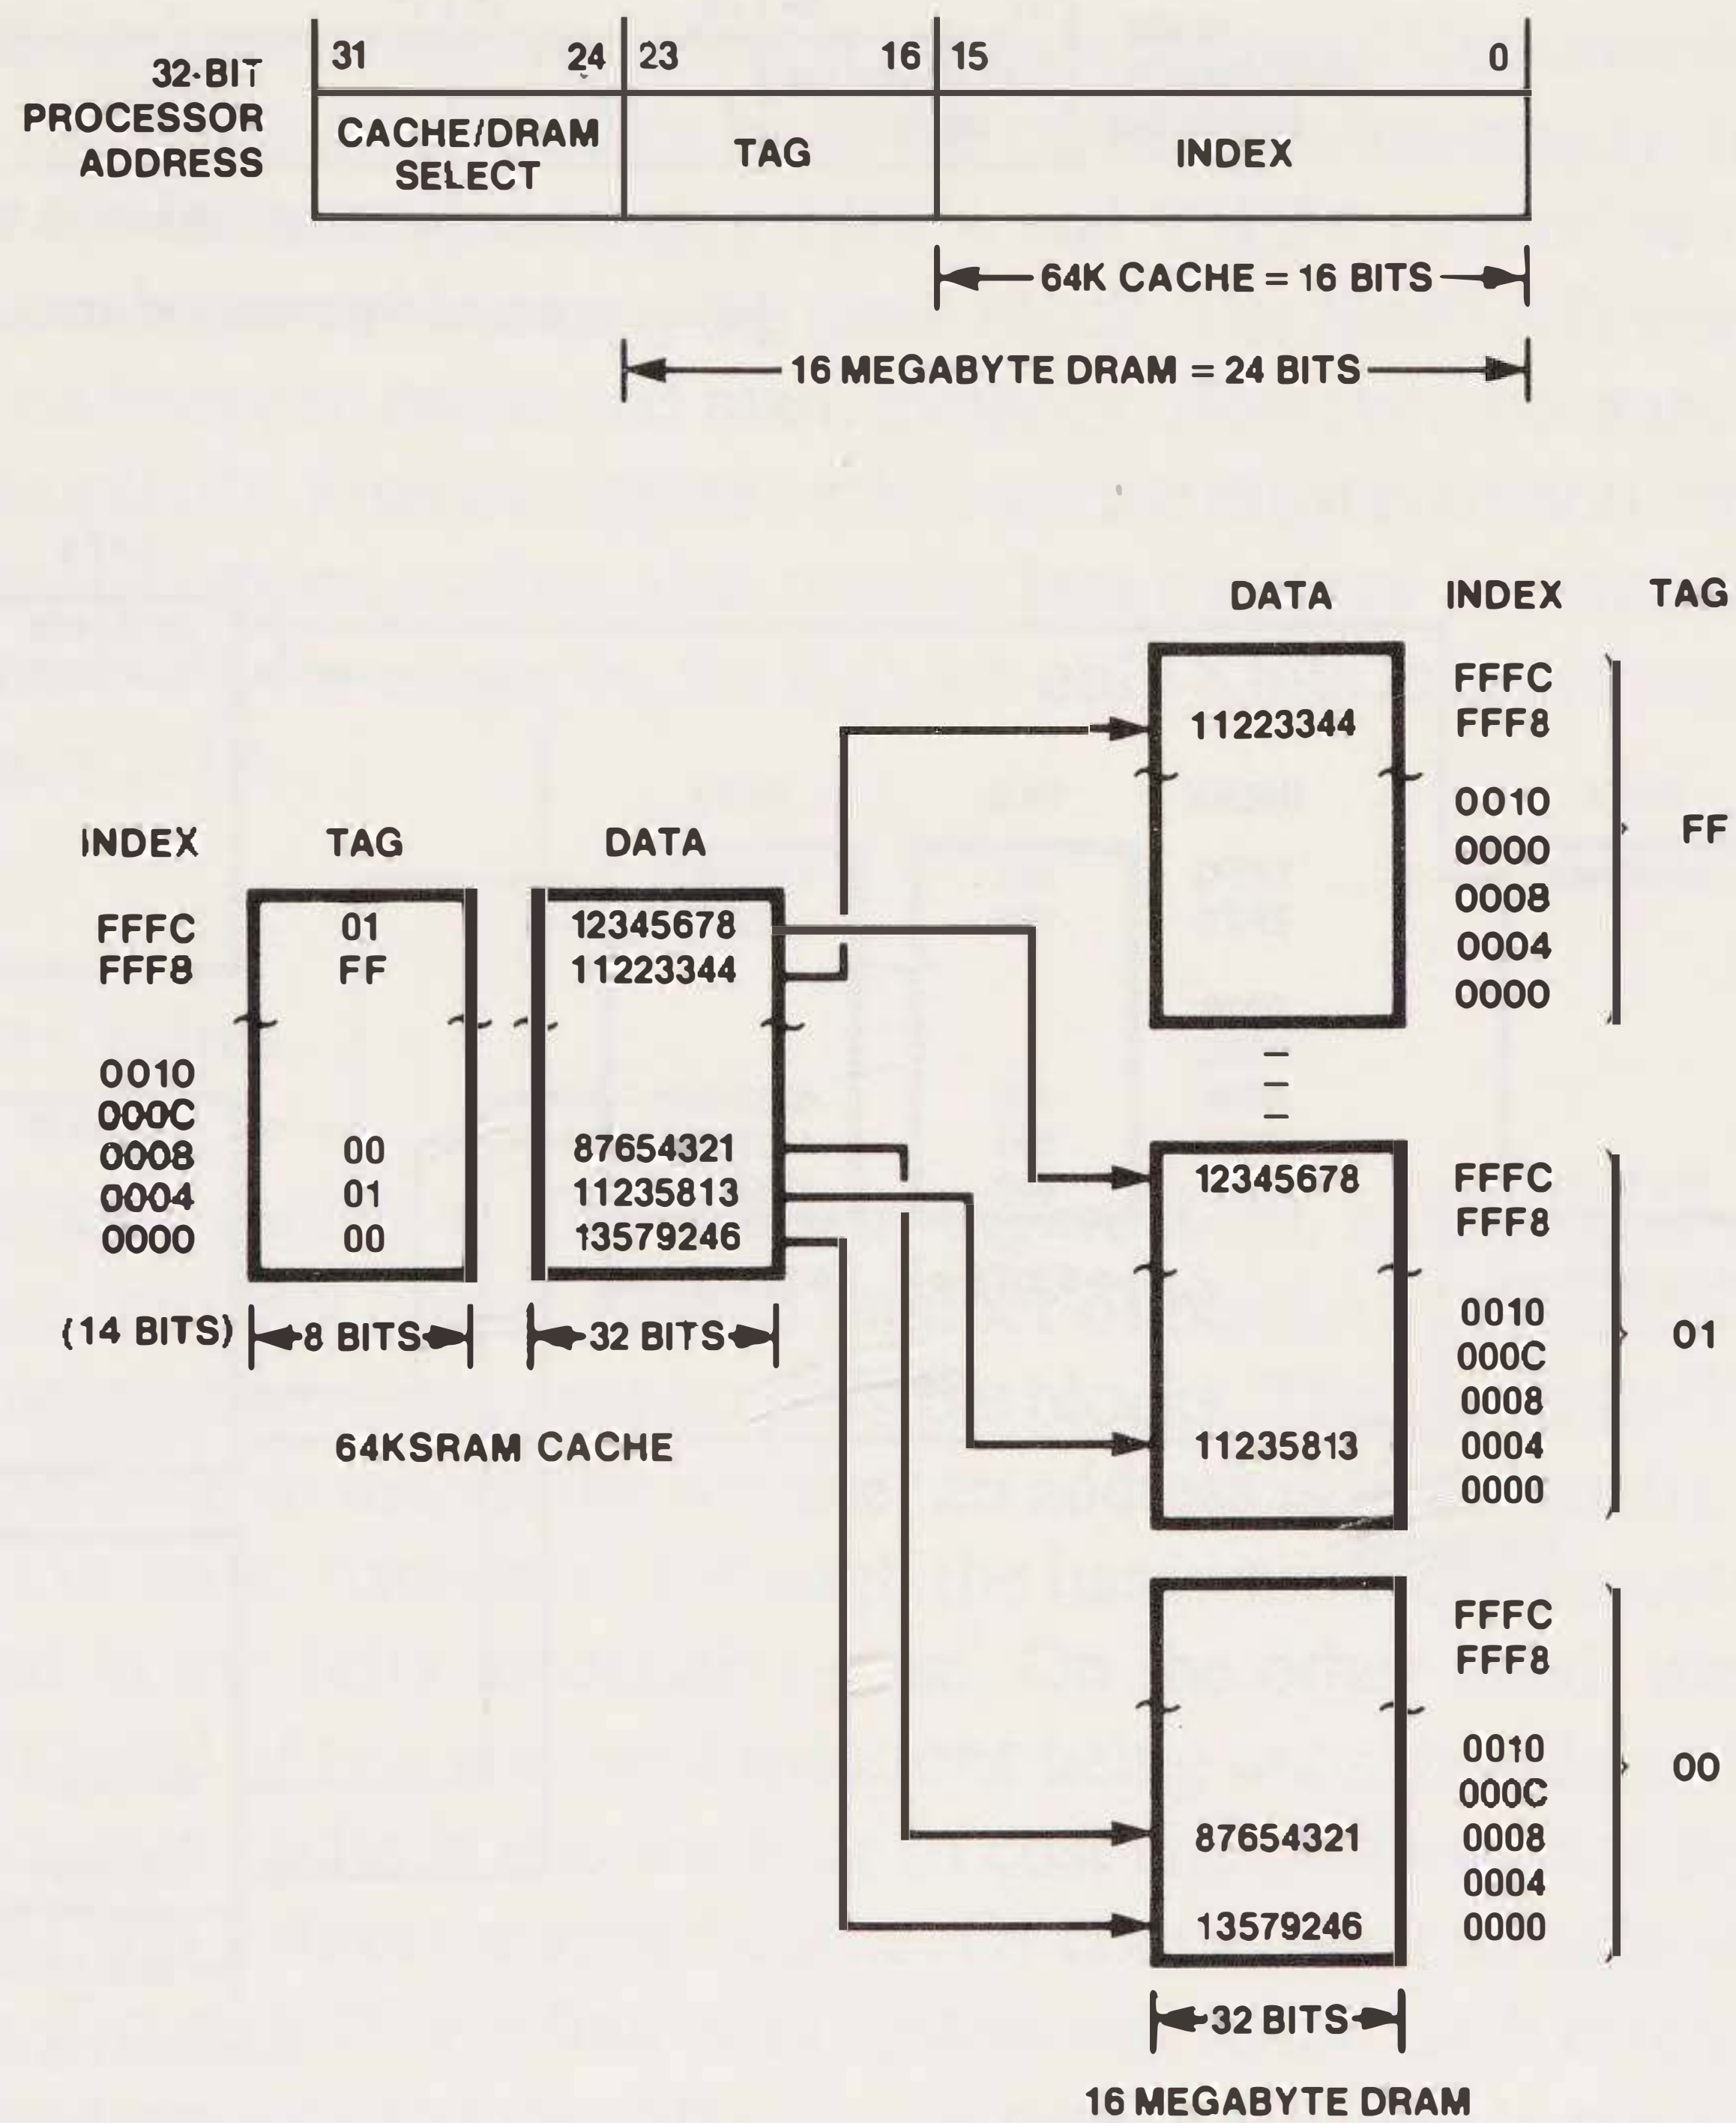 31 24 23 16 15 0
32-BIT
PROCESSOR
ADDRESS
CACHE/DRAM
SELECT
TAG
INDEX
64K CACHE = 16 BITS
16 MEGABYTE DRAM = 24 BITS
DATA INDEX TAG
FFFC
11223344 FFF8
0010
0000
FF
0008
0004
0000
INDEX TAG DATA
FFFC 01 12345678
FFF8 FF 11223344
0010
000C
0008 00 87654321
0004 01 11235813
0000 00 13579246
(14 BITS) 8 BITS 32 BITS
64KSRAM CACHE
12345678 FFFC
FFF8
0010
01
000C
0008
11235813 0004
0000
FFFC
FFF8
0010
00
000C
87654321 0008
0004
13579246 0000
32 BITS
16 MEGABYTE DRAM